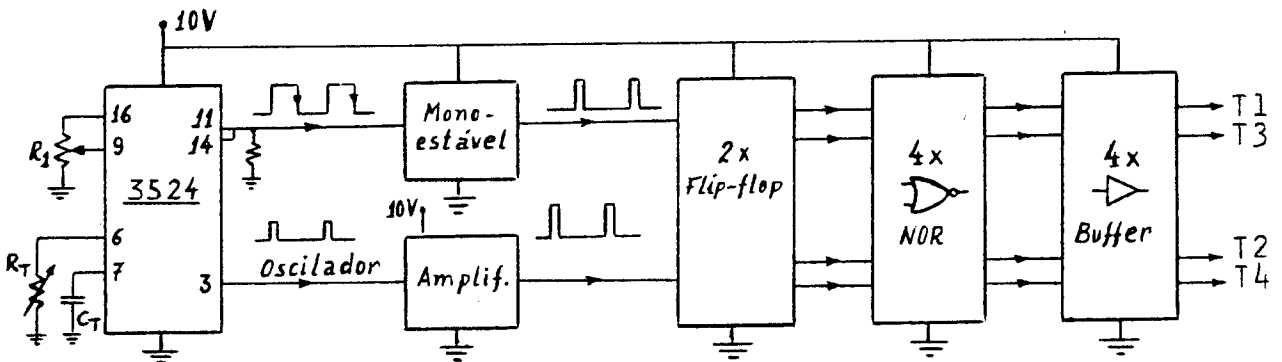 10V
16
9
R1
3524
6
7
RT
CT
11
14
3
Mono-
estável
Oscilador
10V
Amplif.
2x
Flip-flop
4x
NOR
4x
Buffer
T1
T3
T2
T4